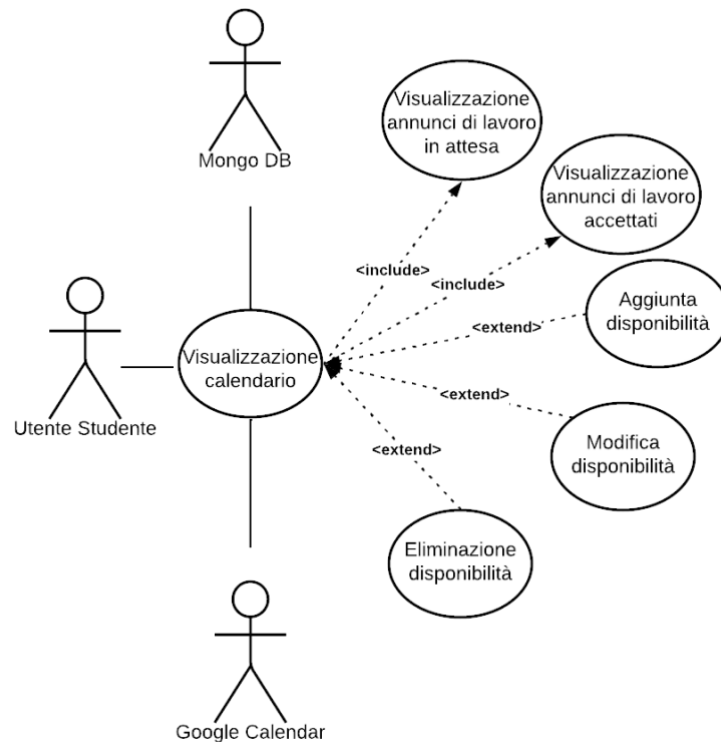 Mongo DB
Visualizzazione
annunci di lavoro
in attesa
Visualizzazione
annunci di lavoro
accettati
<include>
<include>
Aggiunta
disponibilità
<extend>
Utente Studente
Visualizzazione
calendario
<extend>
Modifica
disponibilità
<extend>
Eliminazione
disponibilità
Google Calendar